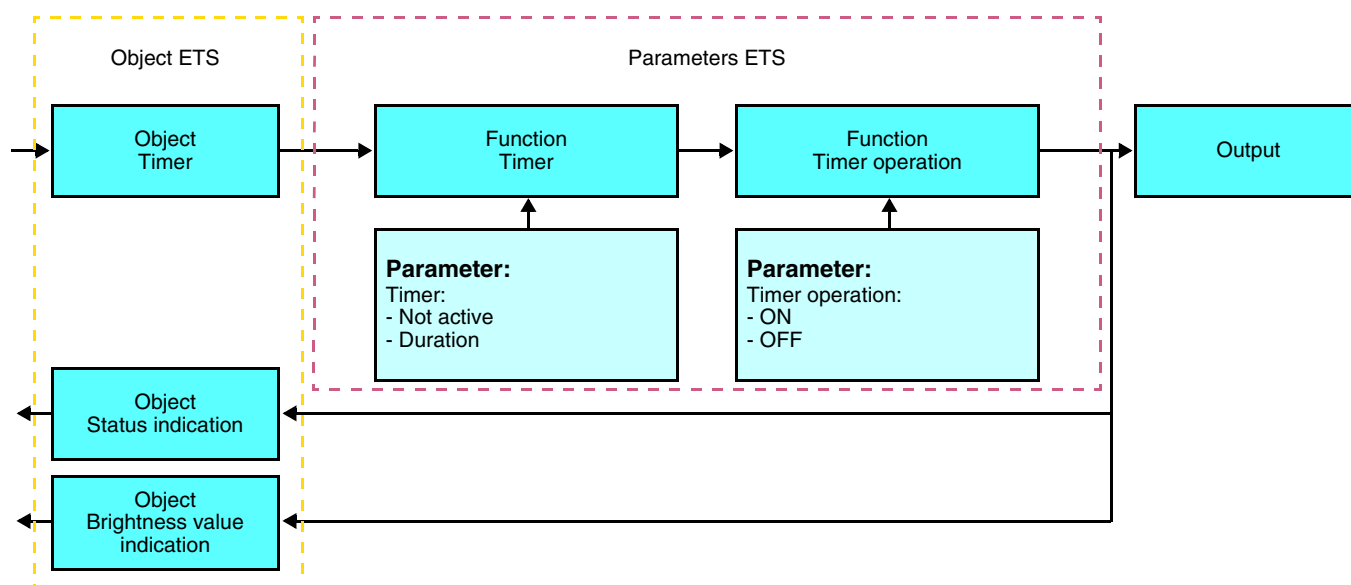 Object ETS
Parameters ETS
Object
Timer
Function
Timer
Function
Timer operation
Output
Parameter:
Timer:
- Not active
- Duration
Parameter:
Timer operation:
- ON
- OFF
Object
Status indication
Object
Brightness value
indication